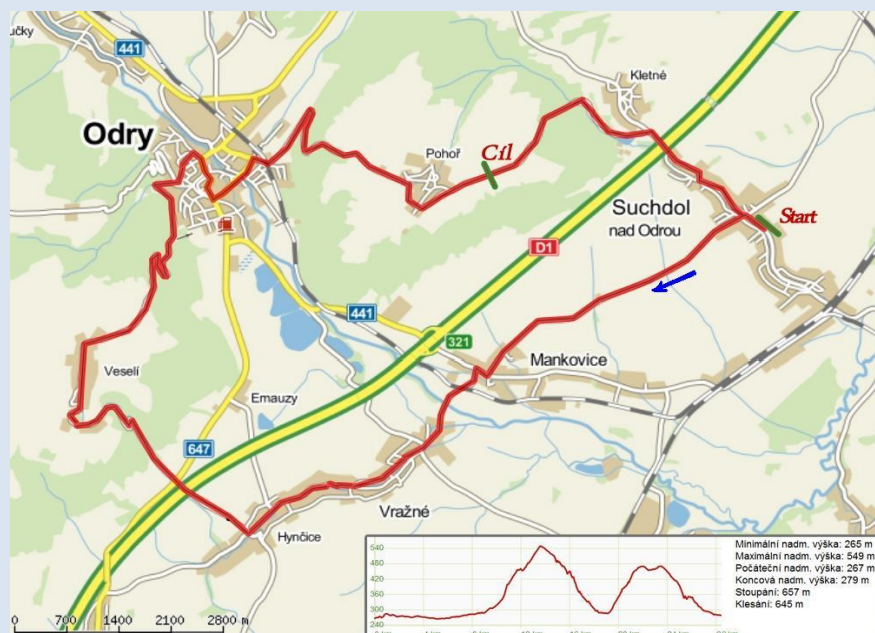 441
Kletné
Odry
Pohoř
Cíl
Suchdol
nad Odrou
Start
D1
441
321
Mankovice
Veselí
Emauzy
647
Vražné
Hynčice
0 700 1400 2100 2800 m
540
480
420
360
300
240
Minimální nadm. výška: 265 m
Maximální nadm. výška: 549 m
Počáteční nadm. výška: 267 m
Koncová nadm. výška: 279 m
Stoupání: 657 m
Klesání: 645 m